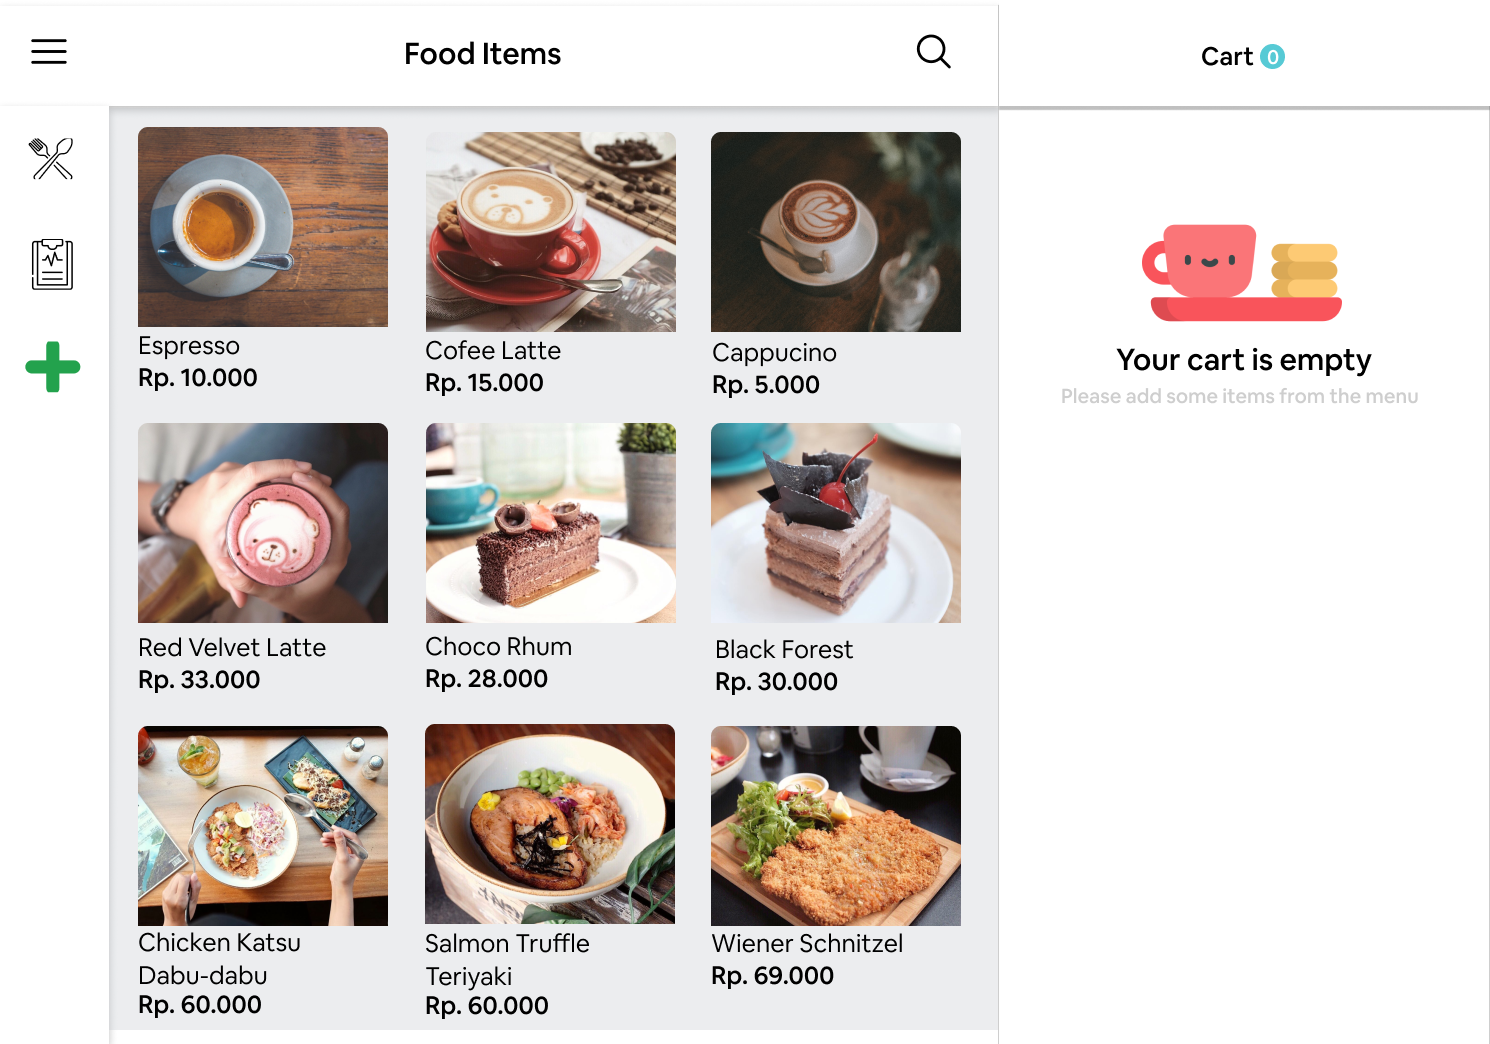 Food Items
Cart 0
Espresso
Rp. 10.000
Cofee Latte
Rp. 15.000
Cappucino
Rp. 5.000
Your cart is empty
Please add some items from the menu
Red Velvet Latte
Rp. 33.000
Choco Rhum
Rp. 28.000
Black Forest
Rp. 30.000
Chicken Katsu
Dabu-dabu
Rp. 60.000
Salmon Truffle
Teriyaki
Rp. 60.000
Wiener Schnitzel
Rp. 69.000